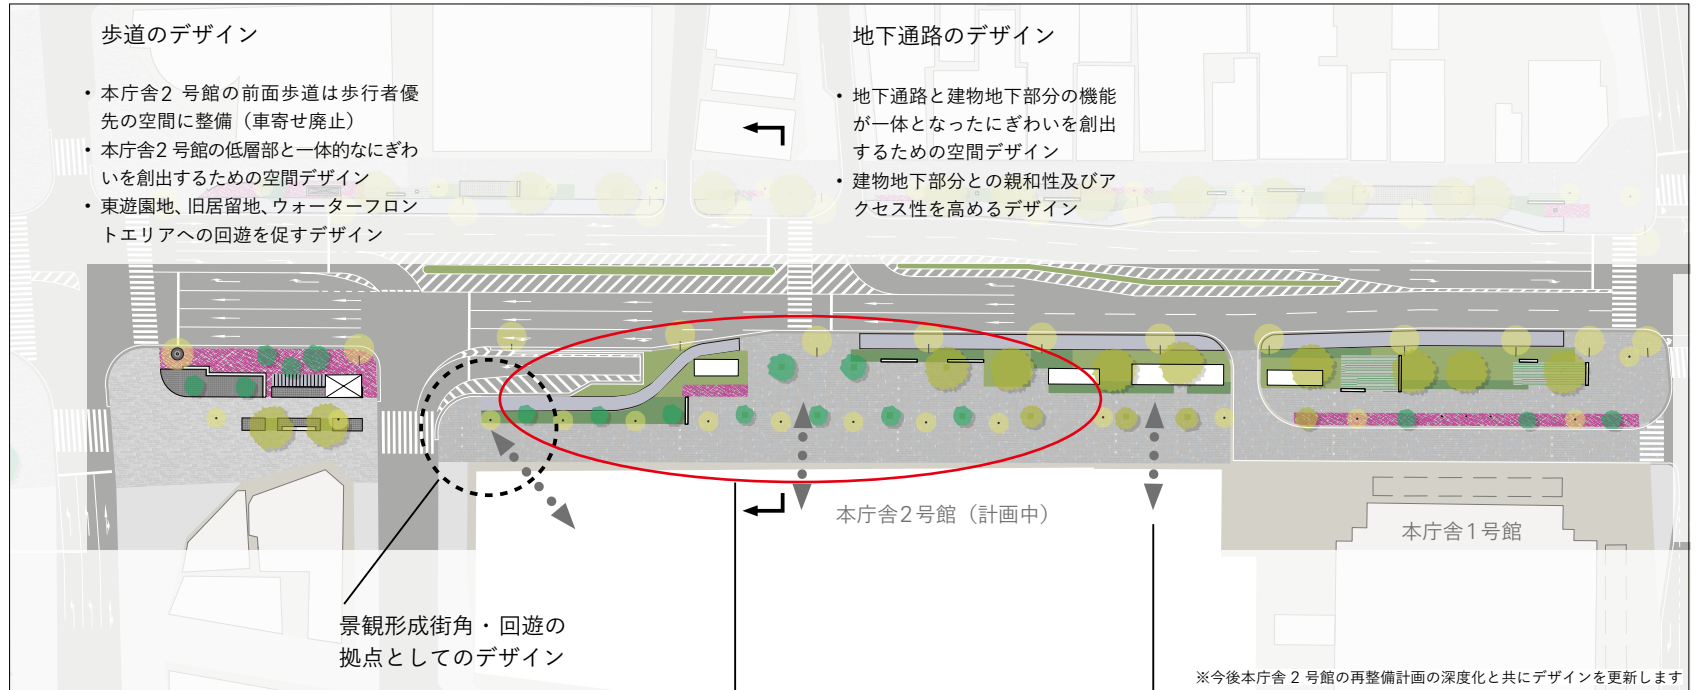 歩道のデザイン
・本庁舎2 号館の前面歩道は歩行者優
先の空間に整備（車寄せ廃止）
・本庁舎2 号館の低層部と一体的なにぎわ
いを創出するための空間デザイン
・東遊園地、旧居留地、ウォーターフロン
トエリアへの回遊を促すデザイン
地下通路のデザイン
・地下通路と建物地下部分の機能
が一体となったにぎわいを創出
するための空間デザイン
・建物地下部分との親和性及びア
クセス性を高めるデザイン
本庁舎2号館（計画中）
本庁舎1号館
景観形成街角・回遊の
拠点としてのデザイン
※今後本庁舎 2 号館の再整備計画の深度化と共にデザインを更新します